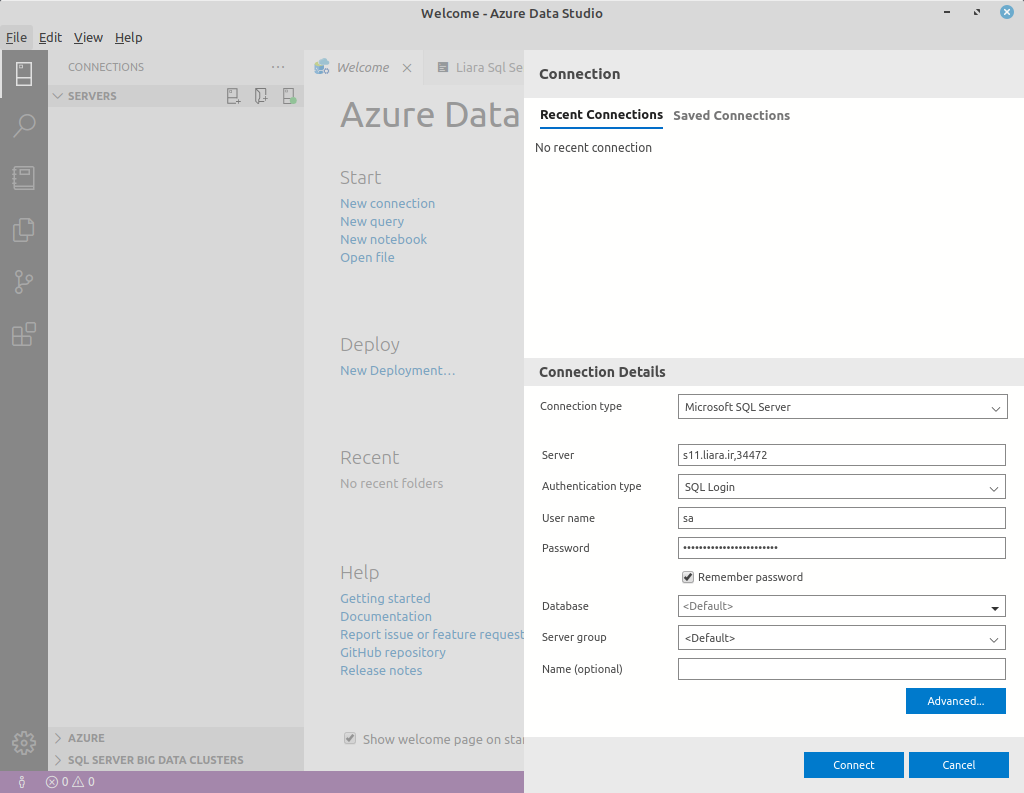 Welcome - Azure Data Studio
File Edit View Help
CONNECTIONS
SERVERS
Welcome
Liara Sql Se
Azure Data
Start
New connection
New query
New notebook
Open file
Deploy
New Deployment…
Recent
No recent folders
Help
Getting started
Documentation
Report issue or feature request
GitHub repository
Release notes
Show welcome page on star
AZURE
SQL SERVER BIG DATA CLUSTERS
0 0
Connection
Recent Connections Saved Connections
No recent connection
Connection Details
Connection type Microsoft SQL Server
Server s11.liara.ir,34472
Authentication type SQL Login
User name sa
Password ••••••••••••••••••••••••
Remember password
Database <Default>
Server group <Default>
Name (optional)
Advanced...
Connect Cancel